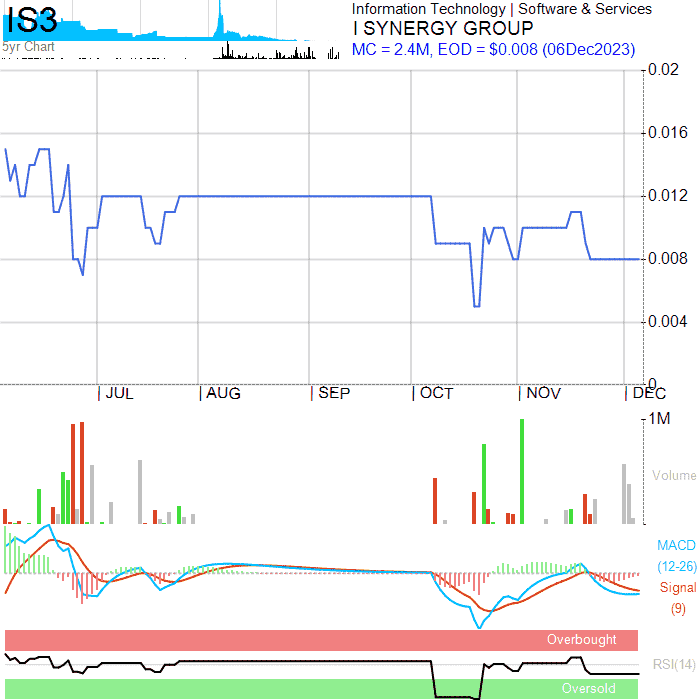 IS3
5yr Chart
Information Technology | Software & Services
I SYNERGY GROUP
MC = 2.4M, EOD = $0.008 (06Dec2023)
0.02
0.016
0.012
0.008
0.004
0
| JUL | AUG | SEP | OCT | NOV | DEC
1M
Volume
MACD
(12-26)
Signal
(9)
Overbought
RSI(14)
Oversold